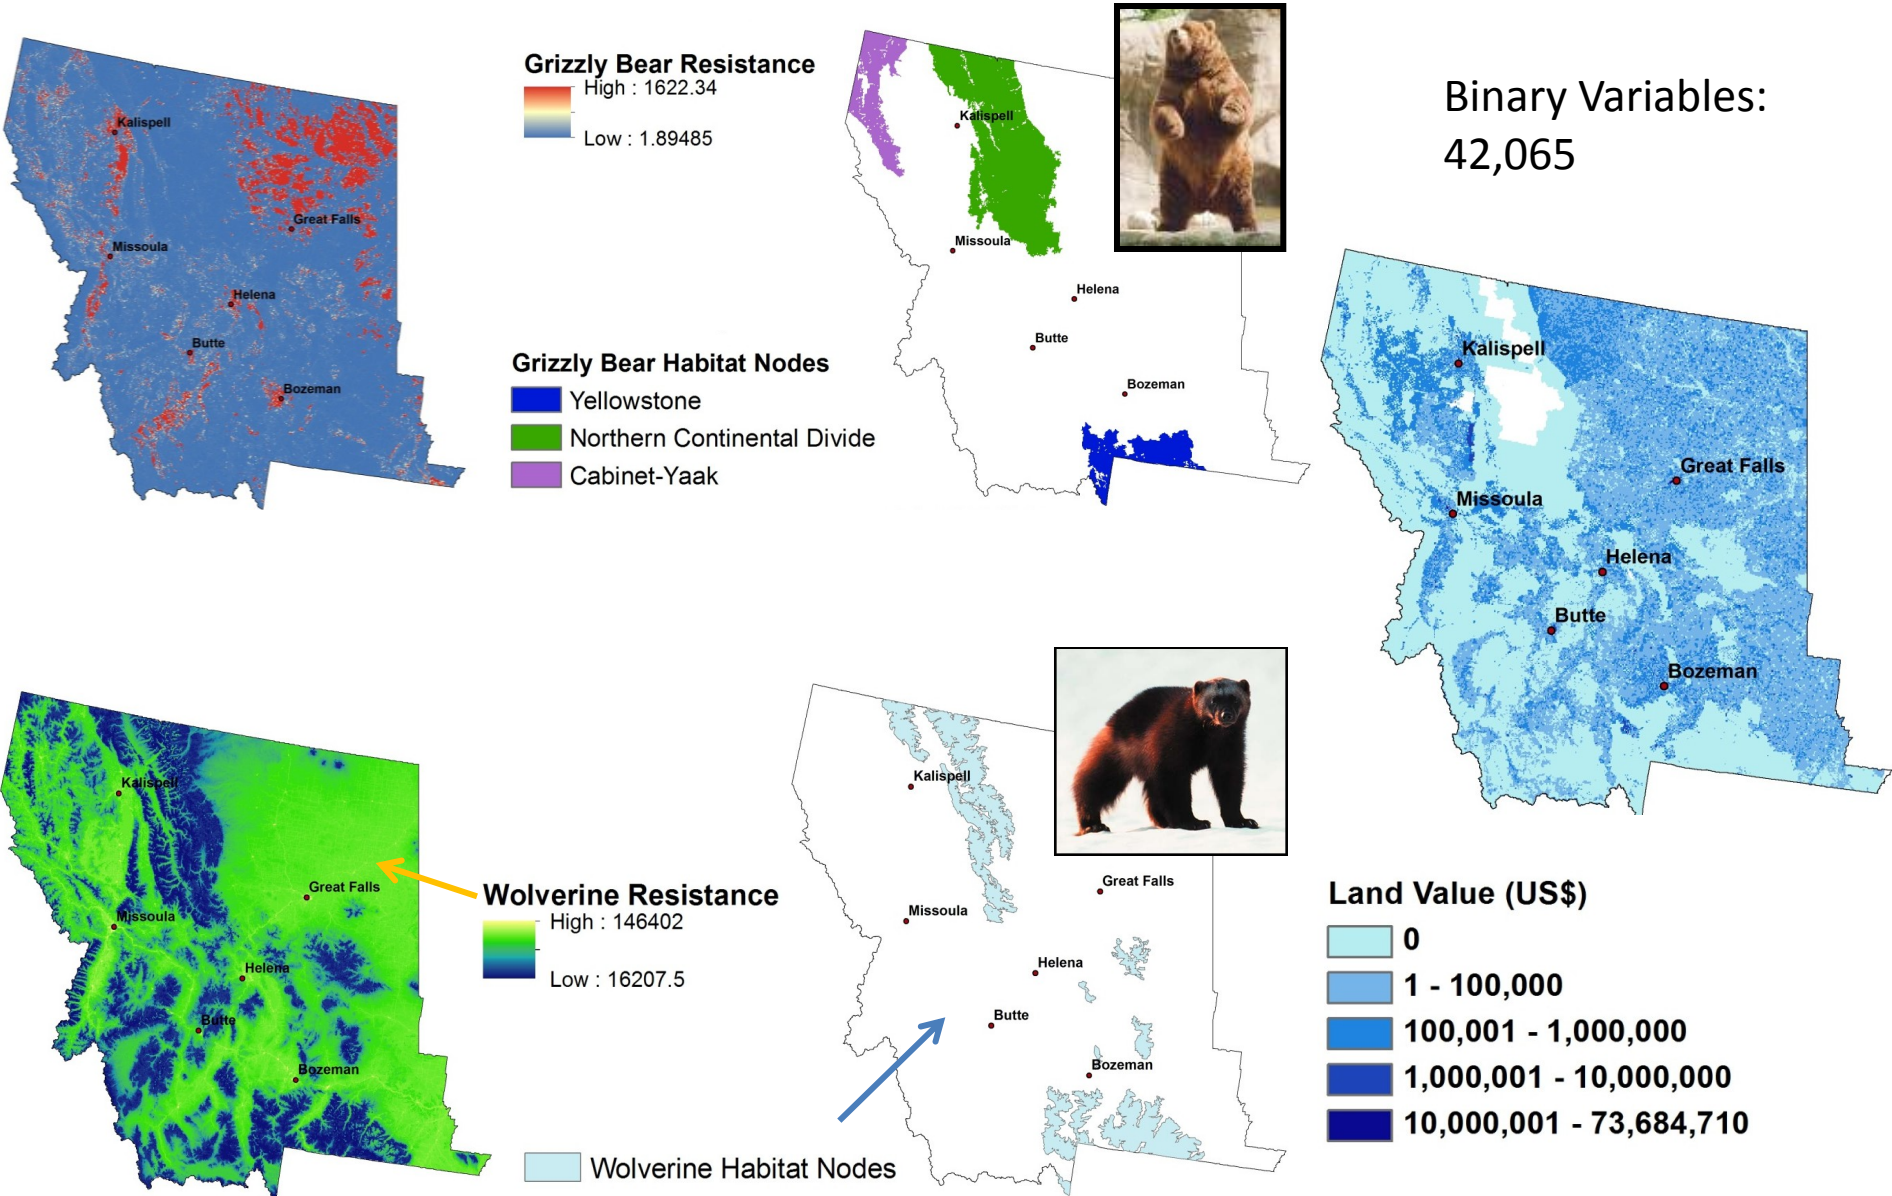 Grizzly Bear Resistance
High : 1622.34
Low : 1.89485
Kalispell
Great Falls
Missoula
Helena
Butte
Bozeman
Grizzly Bear Habitat Nodes
Yellowstone
Northern Continental Divide
Cabinet-Yaak
Kalispell
Missoula
Helena
Butte
Bozeman
Binary Variables:
42,065
Kalispell
Great Falls
Missoula
Helena
Butte
Bozeman
Kalispell
Great Falls
Missoula
Helena
Butte
Bozeman
Wolverine Resistance
High : 146402
Low : 16207.5
Kalispell
Great Falls
Missoula
Helena
Butte
Bozeman
Wolverine Habitat Nodes
Land Value (US$)
0
1 - 100,000
100,001 - 1,000,000
1,000,001 - 10,000,000
10,000,001 - 73,684,710